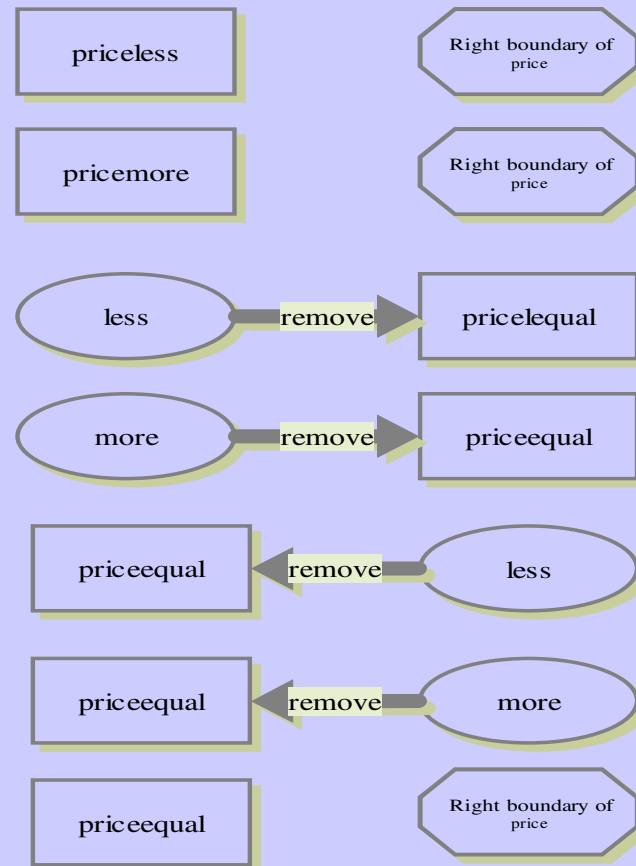 priceless
Right boundary of
price
pricemore
Right boundary of
price
less
remove
pricelequal
more
remove
priceequal
priceequal
remove
less
priceequal
remove
more
priceequal
Right boundary of
price